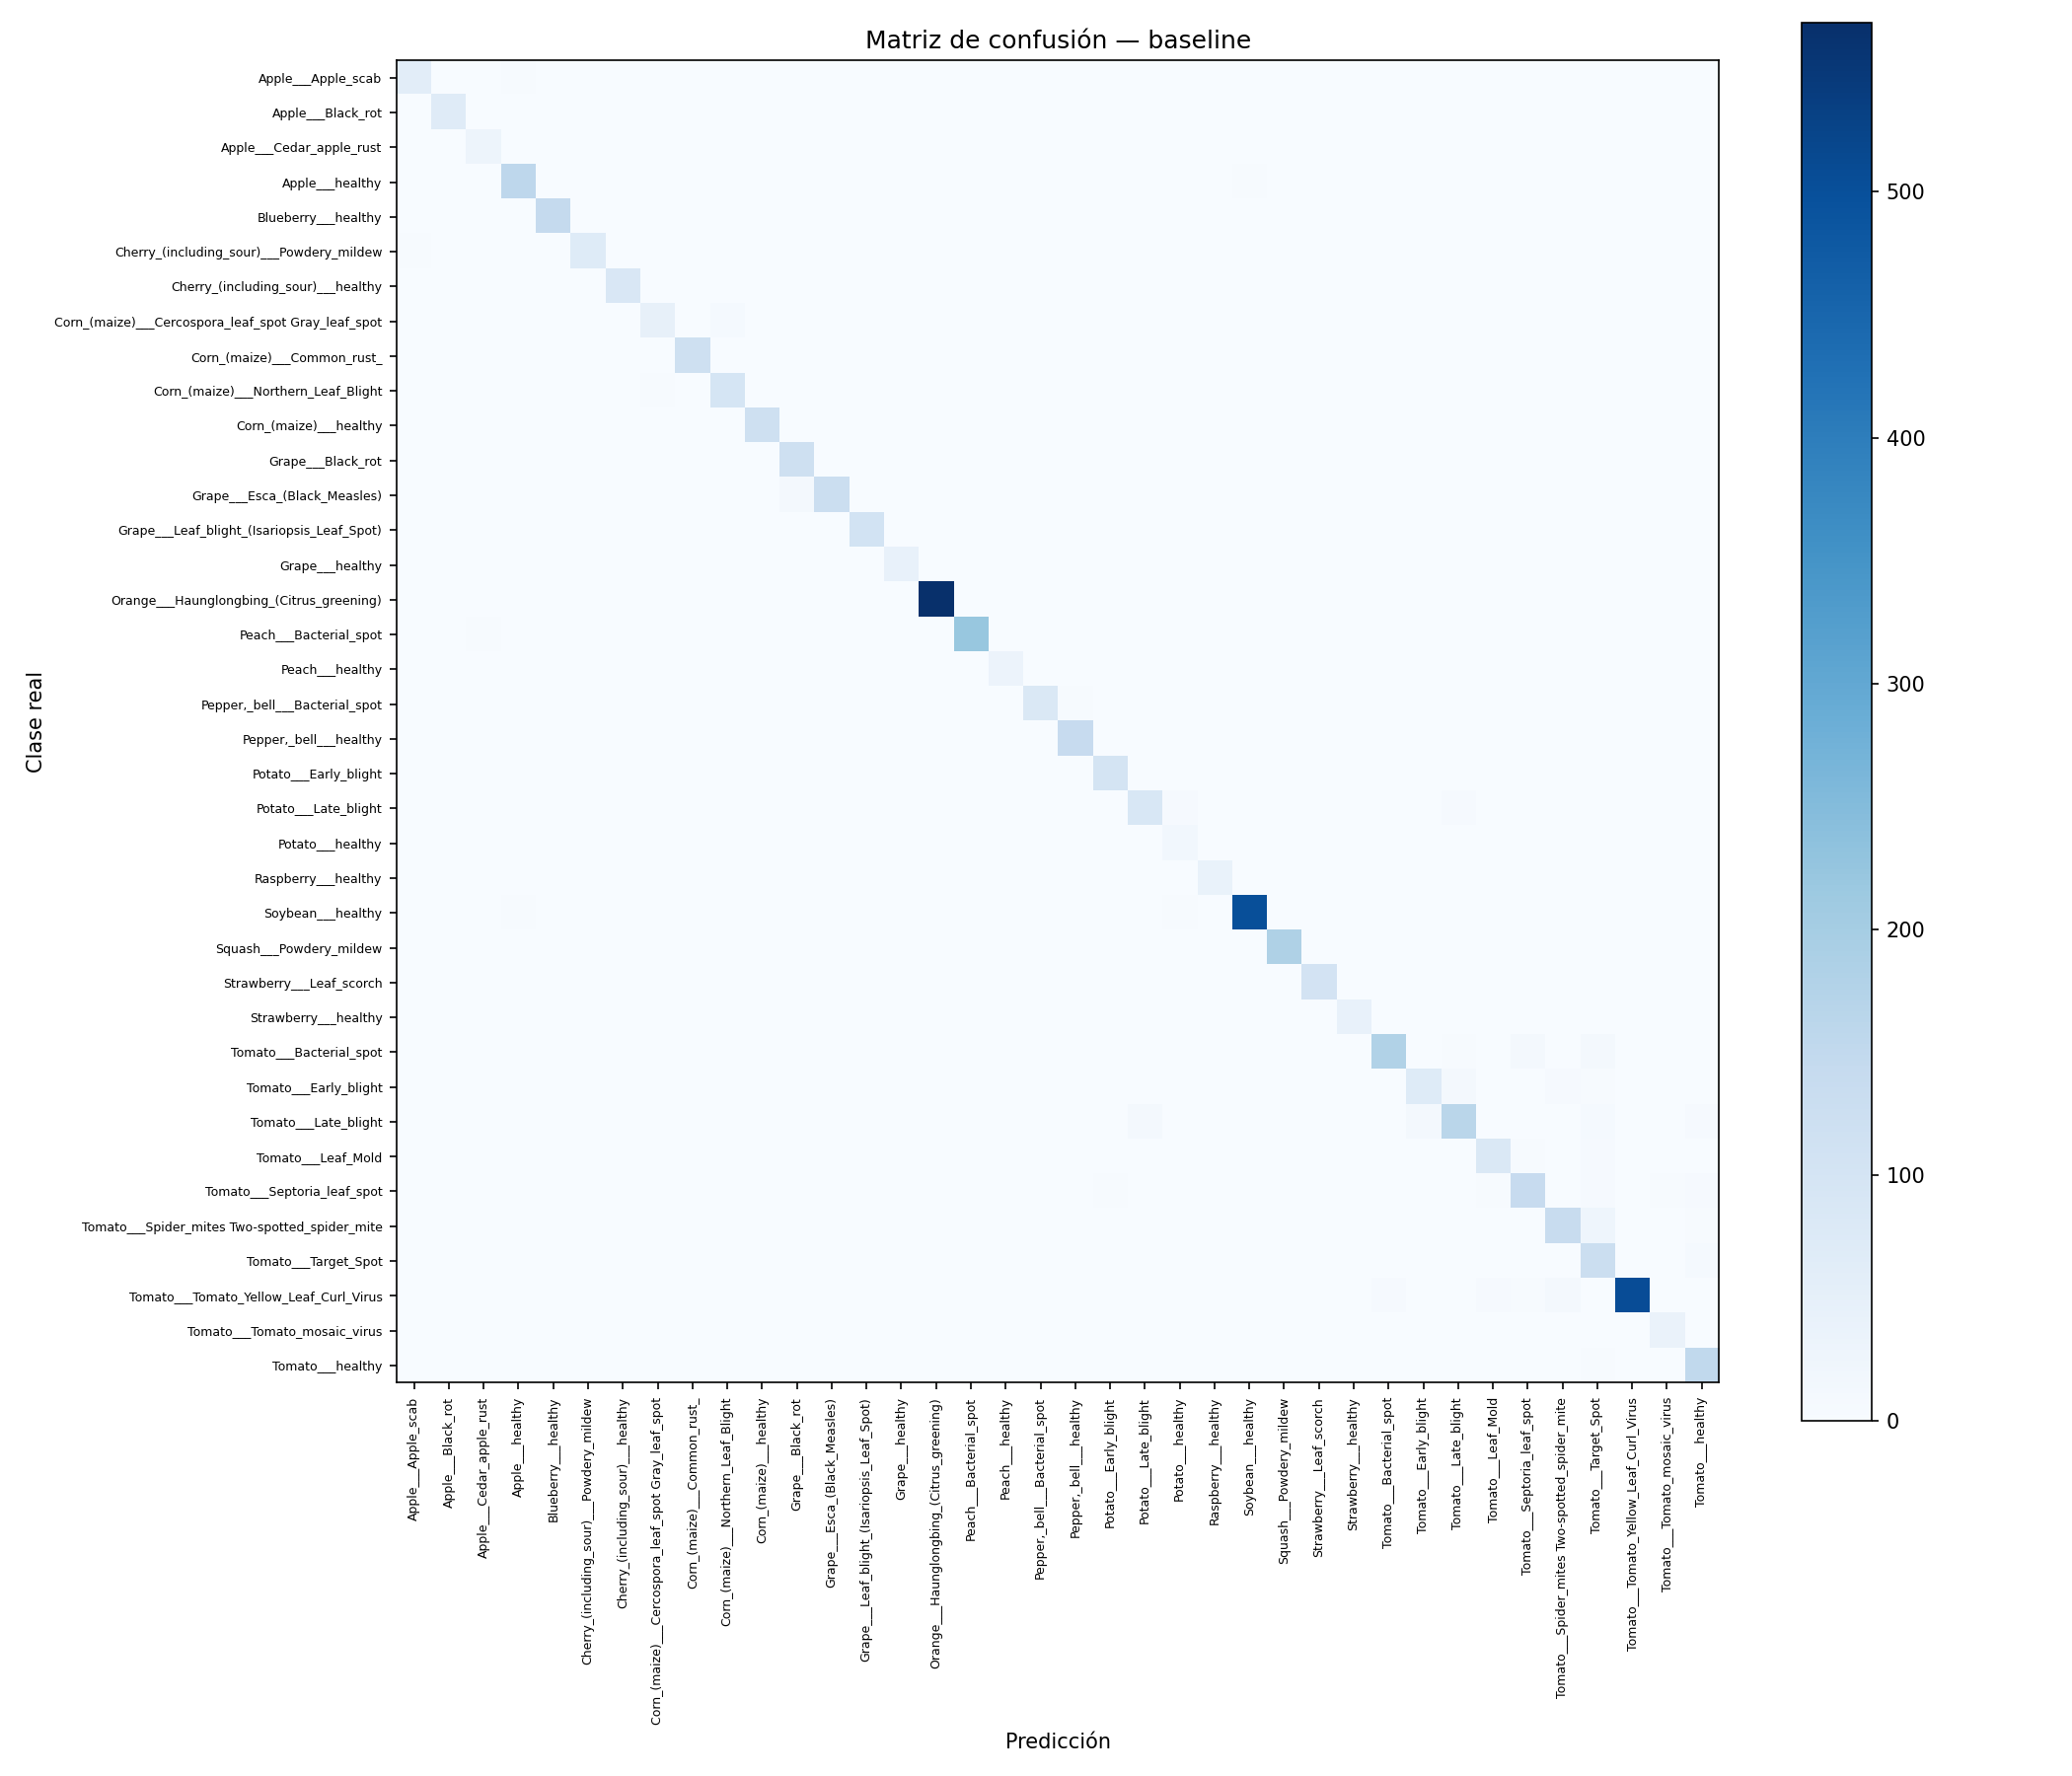 Matriz de confusión — baseline
Clase real
Apple___Apple_scab
Apple___Black_rot
Apple___Cedar_apple_rust
Apple___healthy
Blueberry___healthy
Cherry_(including_sour)___Powdery_mildew
Cherry_(including_sour)___healthy
Corn_(maize)___Cercospora_leaf_spot Gray_leaf_spot
Corn_(maize)___Common_rust_
Corn_(maize)___Northern_Leaf_Blight
Corn_(maize)___healthy
Grape___Black_rot
Grape___Esca_(Black_Measles)
Grape___Leaf_blight_(Isariopsis_Leaf_Spot)
Grape___healthy
Orange___Haunglongbing_(Citrus_greening)
Peach___Bacterial_spot
Peach___healthy
Pepper,_bell___Bacterial_spot
Pepper,_bell___healthy
Potato___Early_blight
Potato___Late_blight
Potato___healthy
Raspberry___healthy
Soybean___healthy
Squash___Powdery_mildew
Strawberry___Leaf_scorch
Strawberry___healthy
Tomato___Bacterial_spot
Tomato___Early_blight
Tomato___Late_blight
Tomato___Leaf_Mold
Tomato___Septoria_leaf_spot
Tomato___Spider_mites Two-spotted_spider_mite
Tomato___Target_Spot
Tomato___Tomato_Yellow_Leaf_Curl_Virus
Tomato___Tomato_mosaic_virus
Tomato___healthy
Apple___Apple_scab
Apple___Black_rot
Apple___Cedar_apple_rust
Apple___healthy
Blueberry___healthy
Cherry_(including_sour)___Powdery_mildew
Cherry_(including_sour)___healthy
Corn_(maize)___Cercospora_leaf_spot Gray_leaf_spot
Corn_(maize)___Common_rust_
Corn_(maize)___Northern_Leaf_Blight
Corn_(maize)___healthy
Grape___Black_rot
Grape___Esca_(Black_Measles)
Grape___Leaf_blight_(Isariopsis_Leaf_Spot)
Grape___healthy
Orange___Haunglongbing_(Citrus_greening)
Peach___Bacterial_spot
Peach___healthy
Pepper,_bell___Bacterial_spot
Pepper,_bell___healthy
Potato___Early_blight
Potato___Late_blight
Potato___healthy
Raspberry___healthy
Soybean___healthy
Squash___Powdery_mildew
Strawberry___Leaf_scorch
Strawberry___healthy
Tomato___Bacterial_spot
Tomato___Early_blight
Tomato___Late_blight
Tomato___Leaf_Mold
Tomato___Septoria_leaf_spot
Tomato___Spider_mites Two-spotted_spider_mite
Tomato___Target_Spot
Tomato___Tomato_Yellow_Leaf_Curl_Virus
Tomato___Tomato_mosaic_virus
Tomato___healthy
Predicción
500
400
300
200
100
0